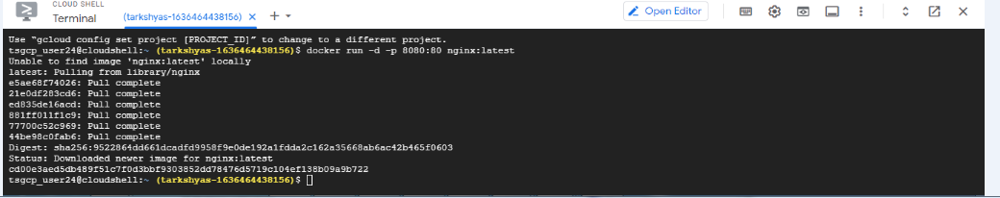 CLOUD SHELL
Terminal
(tarkshyas-1636464438156)
Open Editor
Use "gcloud config set project [PROJECT_ID]" to change to a different project.
tsgcp_user24@cloudshell:~ (tarkshyas-1636464438156)$ docker run -d -p 8080:80 nginx:latest
Unable to find image 'nginx:latest' locally
latest: Pulling from library/nginx
e5ae68f74026: Pull complete
21e0df283cd6: Pull complete
ed835de16acd: Pull complete
881ff011f1c9: Pull complete
77700c52c969: Pull complete
44be98c0fab6: Pull complete
Digest: sha256:9522864dd661dcadfd9958f9e0de192a1fdda2c162a35668ab6ac42b465f0603
Status: Downloaded newer image for nginx:latest
cd00e3aed5db489f51c7f0d3bbf9303852dd78476d5719c104ef138b09a9b722
tsgcp_user24@cloudshell:~ (tarkshyas-1636464438156)$